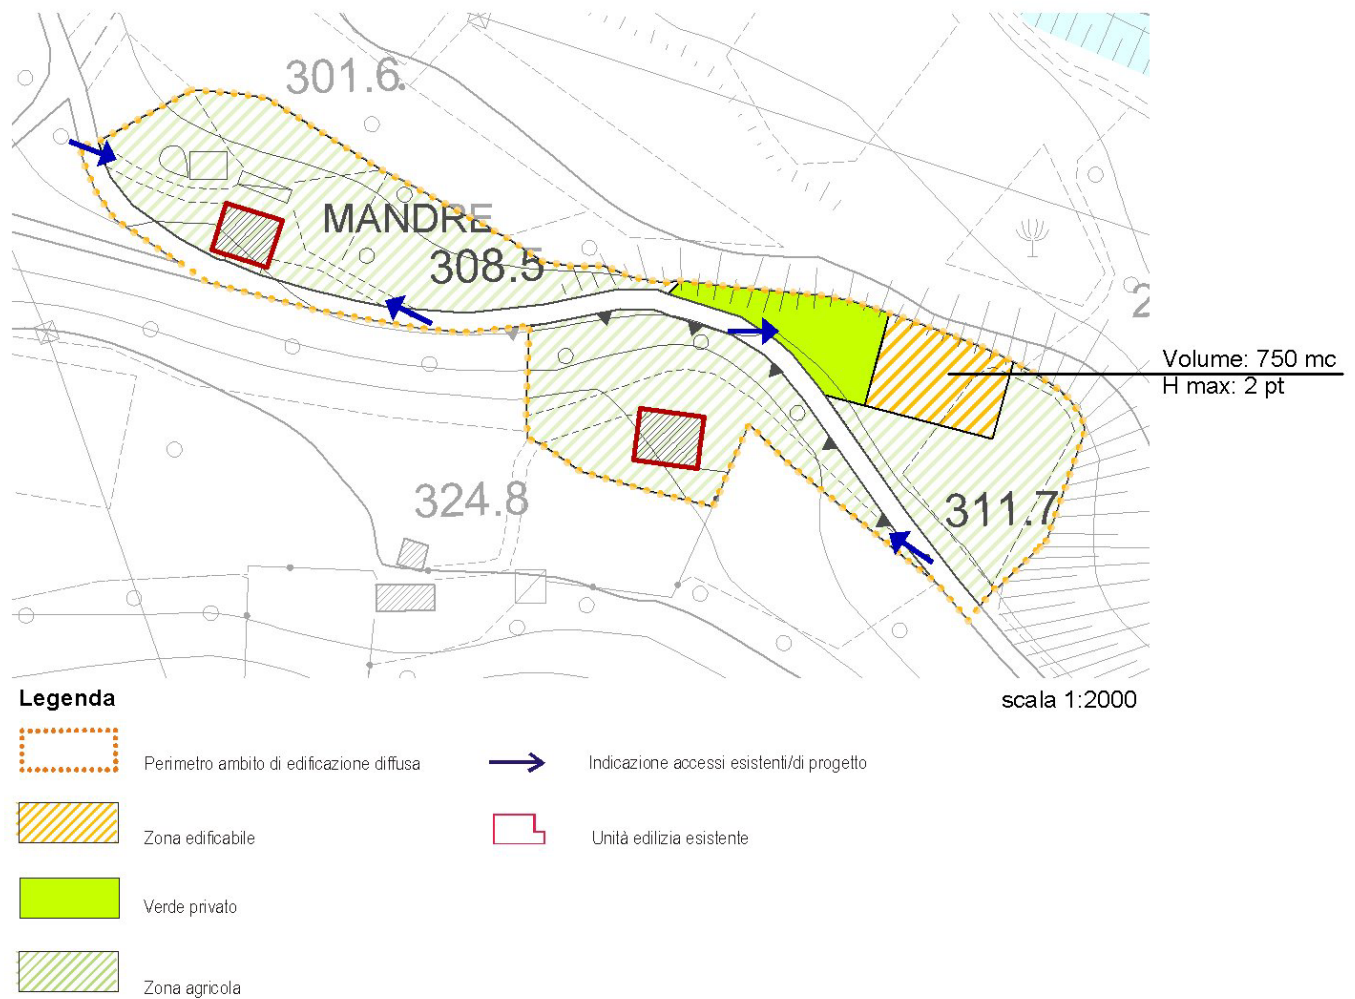 301.6
MANDRE
308.5
2
Volume: 750 mc
H max: 2 pt
324.8
311.7
Legenda
scala 1:2000
Perimetro ambito di edificazione diffusa
Indicazione accessi esistenti/di progetto
Zona edificabile
Unità edilizia esistente
Verde privato
Zona agricola